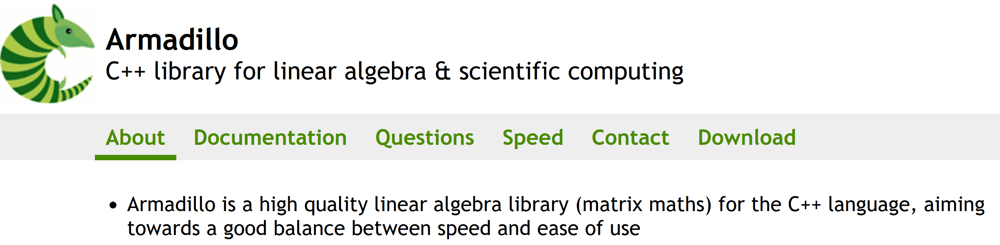 Armadillo
C++ library for linear algebra & scientific computing
About Documentation Questions Speed Contact Download
• Armadillo is a high quality linear algebra library (matrix maths) for the C++ language, aiming
towards a good balance between speed and ease of use